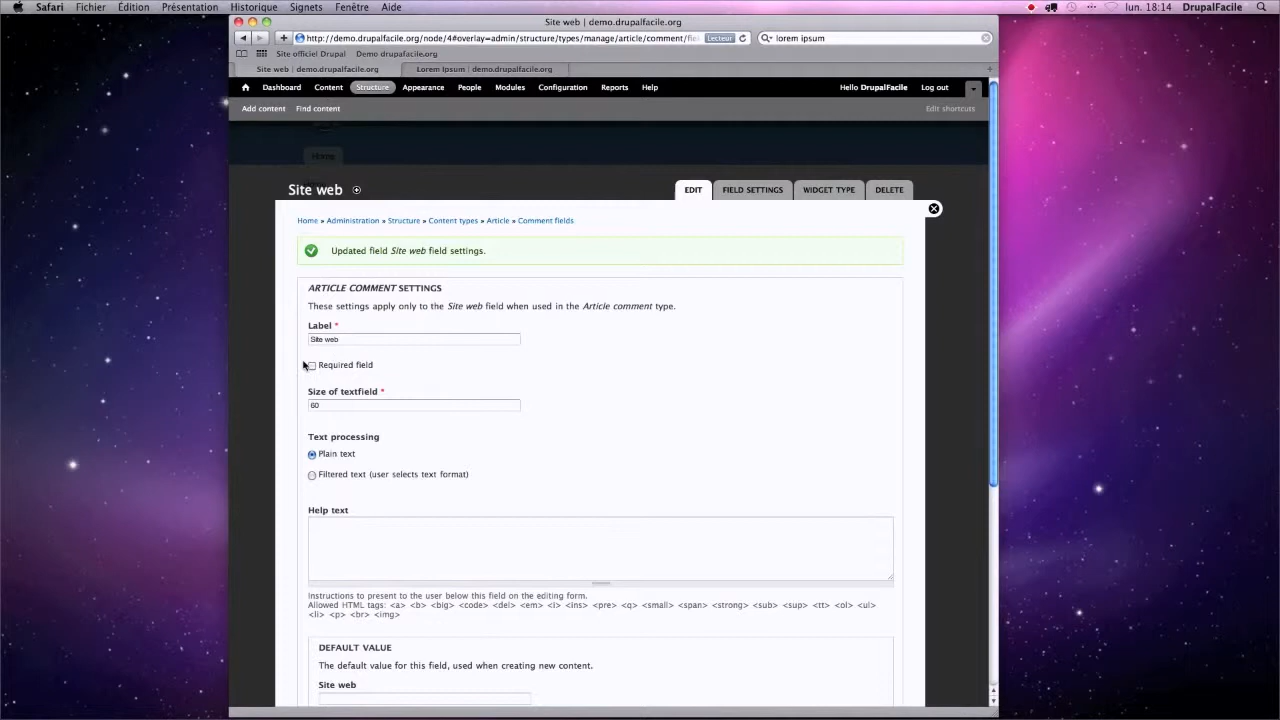 Safari Fichier Édition Présentation Historique Signets Fenêtre Aide lun. 18:14 DrupalFacile
Site web | demo.drupalfacile.org
http://demo.drupalfacile.org/node/4#overlay=admin/structure/types/manage/article/comment/fie Lecteur lorem ipsum
Site officiel Drupal Demo drupalfacile.org
Site web | demo.drupalfacile.org Lorem Ipsum | demo.drupalfacile.org
Dashboard Content Structure Appearance People Modules Configuration Reports Help Hello DrupalFacile Log out
Add content Find content Edit shortcuts
Home
Site web EDIT FIELD SETTINGS WIDGET TYPE DELETE
Home » Administration » Structure » Content types » Article » Comment fields
Updated field Site web field settings.
ARTICLE COMMENT SETTINGS
These settings apply only to the Site web field when used in the Article comment type.
Label *
Site web
Required field
Size of textfield *
60
Text processing
Plain text
Filtered text (user selects text format)
Help text
Instructions to present to the user below this field on the editing form.
Allowed HTML tags: <a> <b> <big> <code> <del> <em> <i> <ins> <pre> <q> <small> <span> <strong> <sub> <sup> <tt> <ol> <ul>
<li> <p> <br> <img>
DEFAULT VALUE
The default value for this field, used when creating new content.
Site web